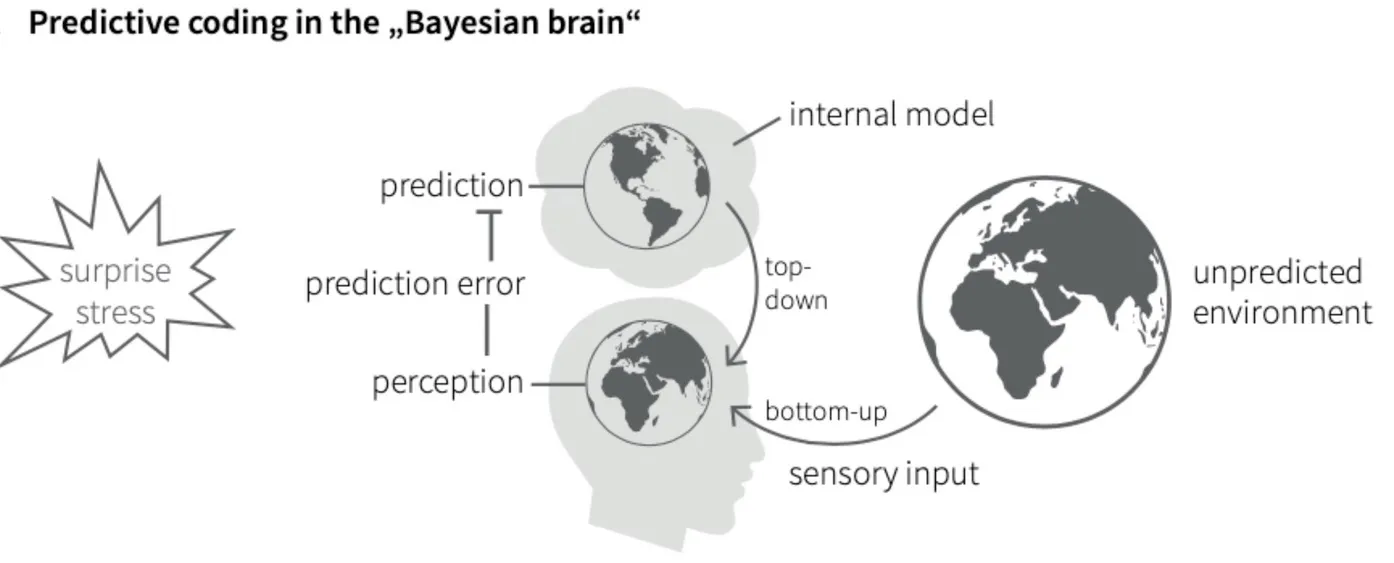 Predictive coding in the „Bayesian brain“
internal model
prediction
surprise
stress
prediction error
top-
down
unpredicted
environment
perception
bottom-up
sensory input